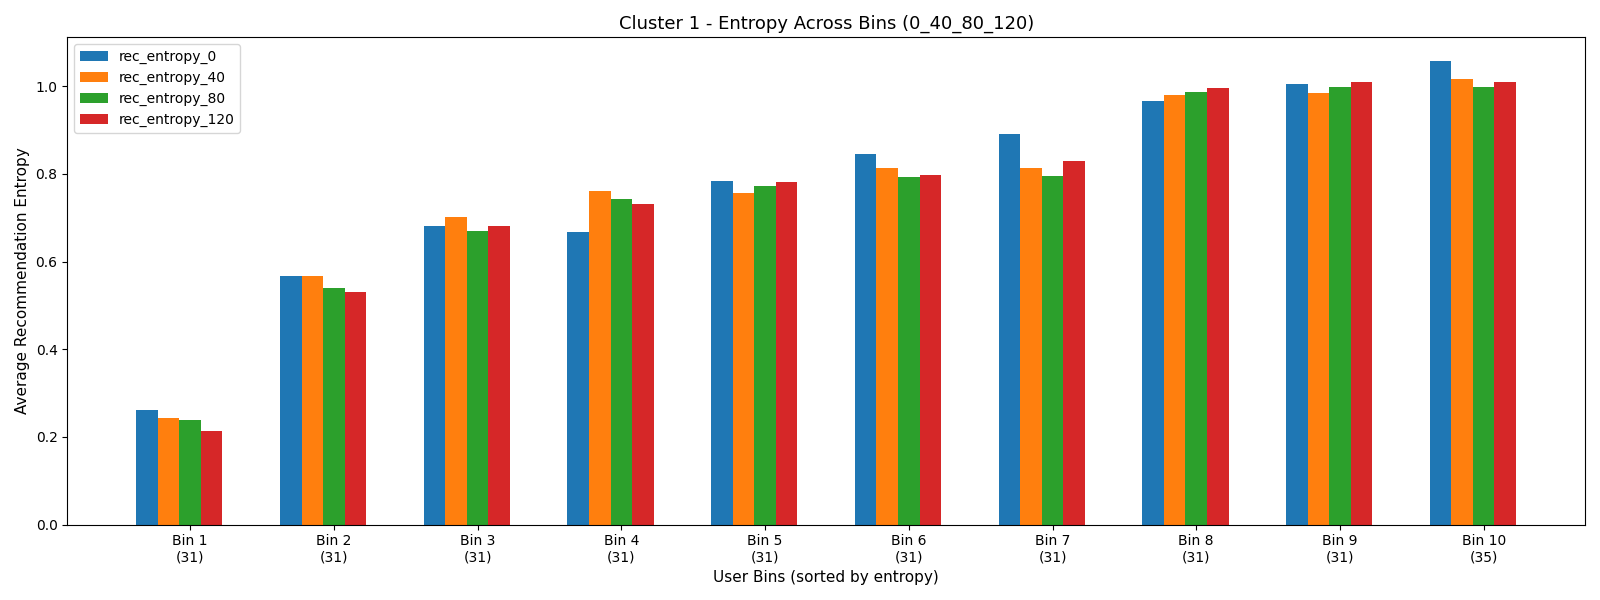 Cluster 1 - Entropy Across Bins (0_40_80_120)
rec_entropy_0
rec_entropy_40
rec_entropy_80
rec_entropy_120
Average Recommendation Entropy
1.0
0.8
0.6
0.4
0.2
0.0
Bin 1 Bin 2 Bin 3 Bin 4 Bin 5 Bin 6 Bin 7 Bin 8 Bin 9 Bin 10
(31) (31) (31) (31) (31) (31) (31) (31) (31) (35)
User Bins (sorted by entropy)